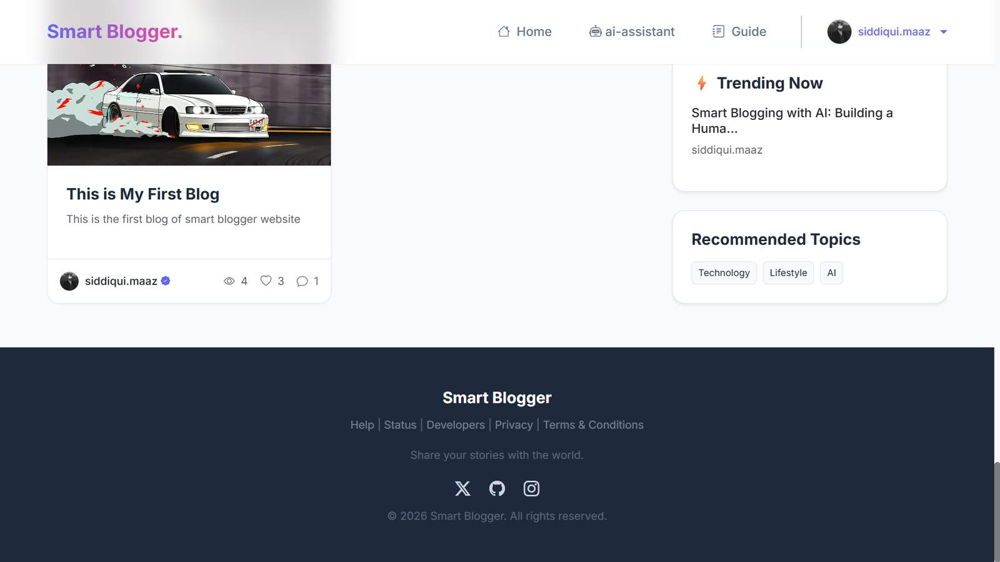 Smart Blogger.
Home
ai-assistant
Guide
siddiqui.maaz
This is My First Blog
This is the first blog of smart blogger website
siddiqui.maaz
4
3
1
Trending Now
Smart Blogging with AI: Building a
Huma...
siddiqui.maaz
Recommended Topics
Technology
Lifestyle
AI
Smart Blogger
Help | Status | Developers | Privacy | Terms & Conditions
Share your stories with the world.
© 2026 Smart Blogger. All rights reserved.